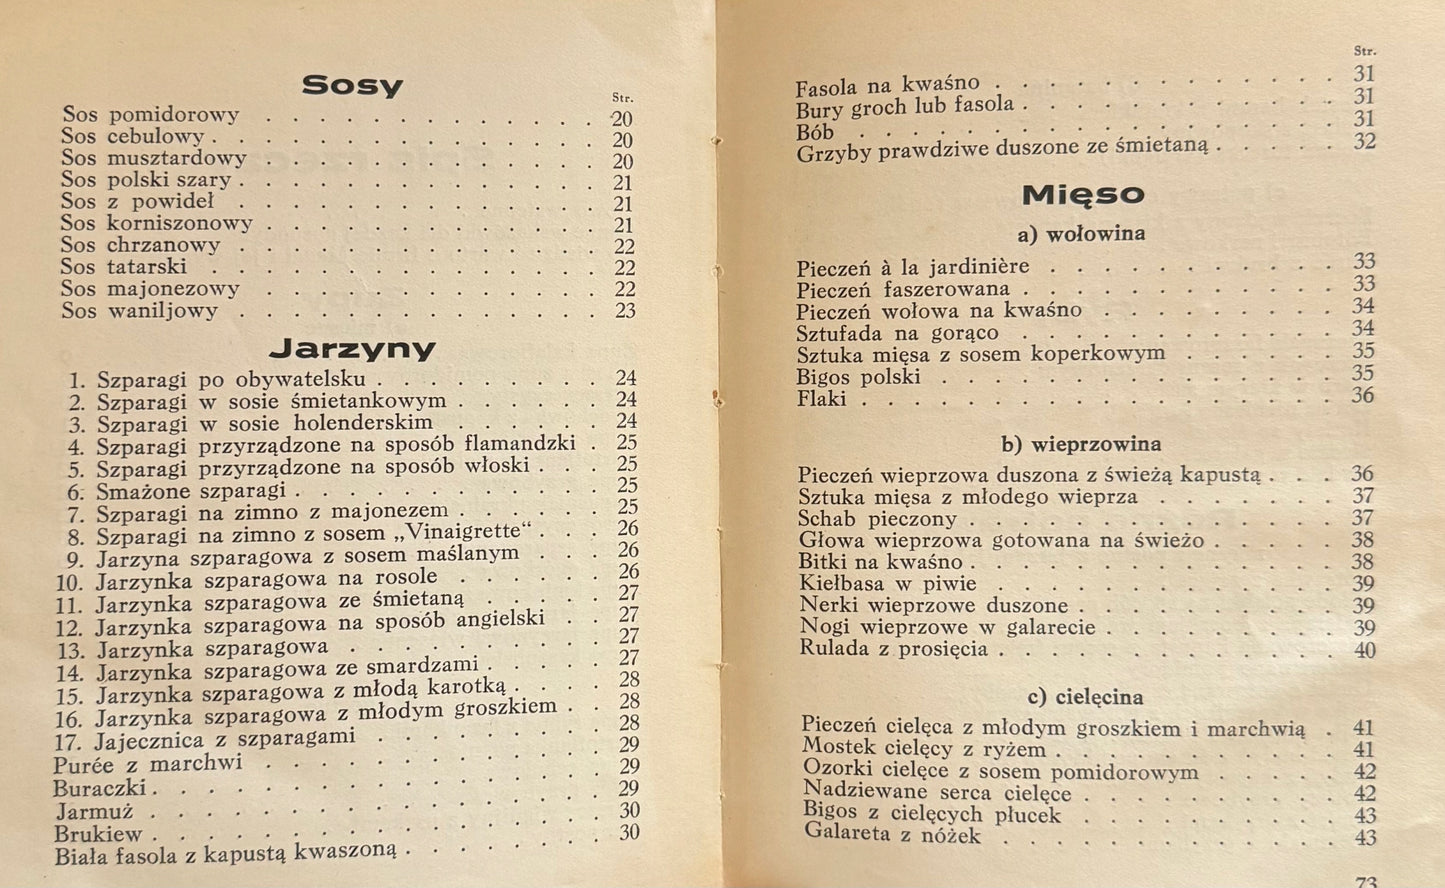 Sosy
Str.
Sos pomidorowy . . . . . . . . . . . . . 20
Sos cebulowy . . . . . . . . . . . . . . . 20
Sos musztardowy . . . . . . . . . . . . . 20
Sos polski szary . . . . . . . . . . . . . . 21
Sos z powideł . . . . . . . . . . . . . . 21
Sos korniszonowy . . . . . . . . . . . . . 21
Sos chrzanowy . . . . . . . . . . . . . . 22
Sos tatarski . . . . . . . . . . . . . . . 22
Sos majonezowy . . . . . . . . . . . . . 22
Sos waniljowy . . . . . . . . . . . . . . 23
Jarzyny
1. Szparagi po obywatelsku . . . . . . . . . 24
2. Szparagi w sosie śmietankowym . . . . . . 24
3. Szparagi w sosie holenderskim . . . . . . 24
4. Szparagi przyrządzone na sposób flamandzki . 25
5. Szparagi przyrządzone na sposób włoski . . . 25
6. Smażone szparagi . . . . . . . . . . . . 25
7. Szparagi na zimno z majonezem . . . . . . 25
8. Szparagi na zimno z sosem „Vinaigrette“ . . . 26
9. Jarzyna szparagowa z sosem maślanym . . . 26
10. Jarzynka szparagowa na rosole . . . . . . 26
11. Jarzynka szparagowa ze śmietaną . . . . . 27
12. Jarzynka szparagowa na sposób angielski . . 27
13. Jarzynka szparagowa . . . . . . . . . . 27
14. Jarzynka szparagowa ze smardzami . . . . . 27
15. Jarzynka szparagowa z młodą karotką . . . . 28
16. Jarzynka szparagowa z młodym groszkiem . . 28
17. Jajecznica z szparagami . . . . . . . . . 28
Purée z marchwi . . . . . . . . . . . . . 29
Buraczki . . . . . . . . . . . . . . . . . 29
Jarmuż . . . . . . . . . . . . . . . . . 29
Brukiew . . . . . . . . . . . . . . . . . 30
Biała fasola z kapustą kwaszoną . . . . . . . . 30
Str.
Fasola na kwaśno . . . . . . . . . . . . . 31
Bury groch lub fasola . . . . . . . . . . . . 31
Bób . . . . . . . . . . . . . . . . . . 31
Grzyby prawdziwe duszone ze śmietaną . . . . . 32
Mięso
a) wołowina
Pieczeń à la jardinière . . . . . . . . . . . 33
Pieczeń faszerowana . . . . . . . . . . . . 33
Pieczeń wołowa na kwaśno . . . . . . . . . 34
Sztufada na gorąco . . . . . . . . . . . . 34
Sztuka mięsa z sosem koperkowym . . . . . . 35
Bigos polski . . . . . . . . . . . . . . . 35
Flaki . . . . . . . . . . . . . . . . . . 36
b) wieprzowina
Pieczeń wieprzowa duszona z świeżą kapustą . . . 36
Sztuka mięsa z młodego wieprza . . . . . . . 37
Schab pieczony . . . . . . . . . . . . . . 37
Głowa wieprzowa gotowana na świeżo . . . . . 38
Bitki na kwaśno . . . . . . . . . . . . . . 38
Kiełbasa w piwie . . . . . . . . . . . . . 39
Nerki wieprzowe duszone . . . . . . . . . . 39
Nogi wieprzowe w galarecie . . . . . . . . . 39
Rulada z prosięcia . . . . . . . . . . . . . 40
c) cielęcina
Pieczeń cielęca z młodym groszkiem i marchwią . 41
Mostek cielęcy z ryżem . . . . . . . . . . . 41
Ozorki cielęce z sosem pomidorowym . . . . . 42
Nadziewane serca cielęce . . . . . . . . . . 42
Bigos z cielęcych płucek . . . . . . . . . . 43
Galareta z nóżek . . . . . . . . . . . . . 43
73